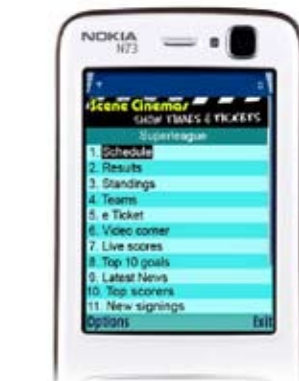 NOKIA
N73
Scene Cinemas
SHOW TIMES & TICKETS
Superleague
1. Schedule
2. Results
3. Standings
4. Teams
5. e Ticket
6. Video corner
7. Live scores
8. Top 10 goals
9. Latest News
10. Top scorers
11. New signings
Options Exit